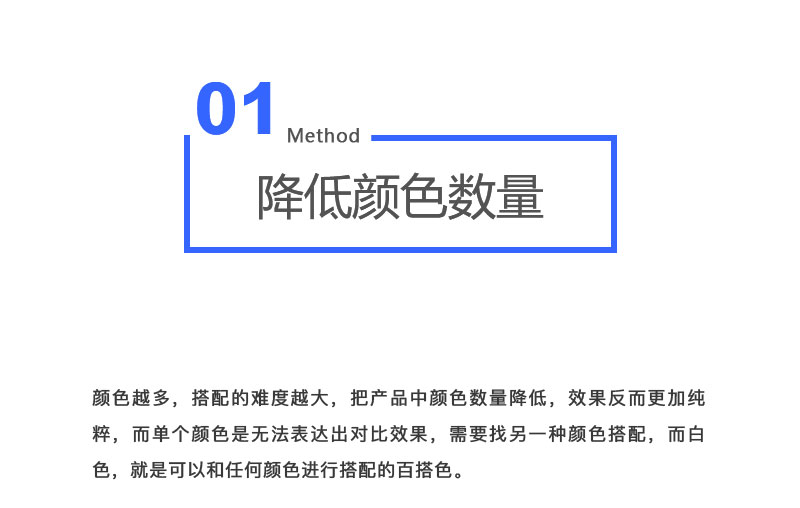 01
Method
降低颜色数量
颜色越多，搭配的难度越大，把产品中颜色数量降低，效果反而更加纯
粹，而单个颜色是无法表达出对比效果，需要找另一种颜色搭配，而白
色，就是可以和任何颜色进行搭配的百搭色。